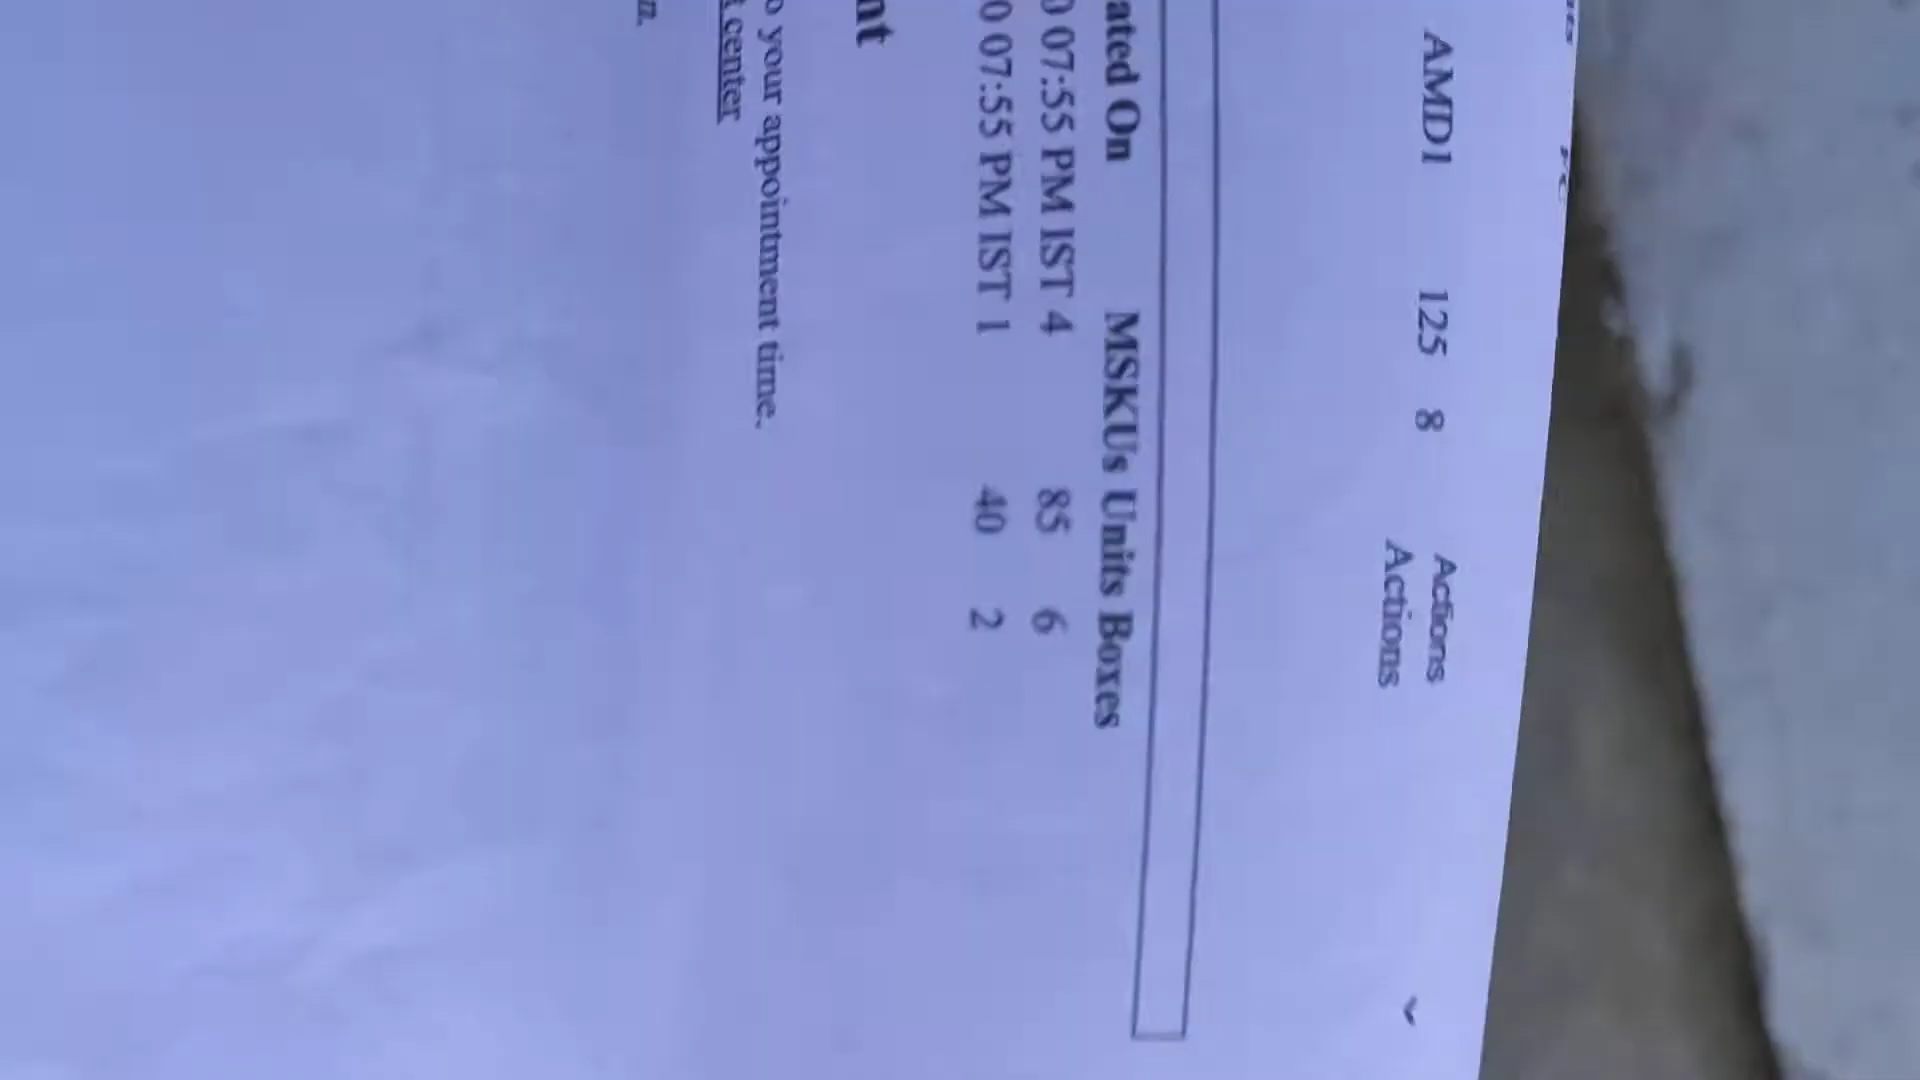 AMD1 125 8 Actions
Actions
ated On MSKUs Units Boxes
0 07:55 PM IST 4 85 6
0 07:55 PM IST 1 40 2
nt
o your appointment time.
t center
n.